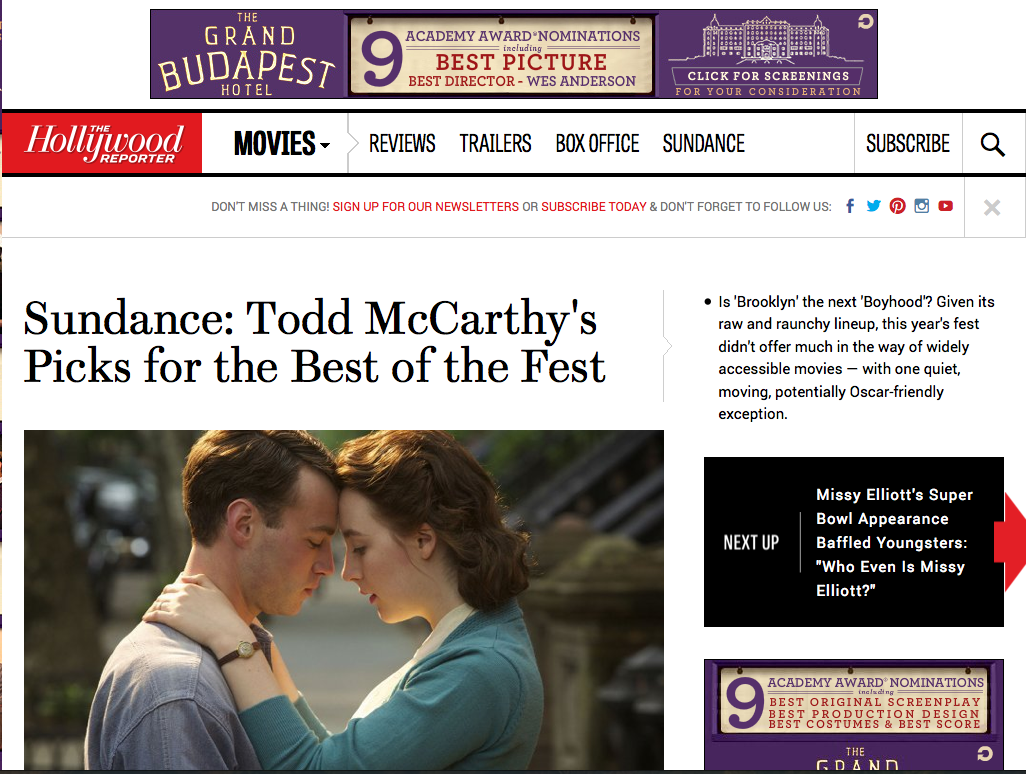 THE
GRAND
BUDAPEST
HOTEL
9
ACADEMY AWARD® NOMINATIONS
including
BEST PICTURE
BEST DIRECTOR - WES ANDERSON
CLICK FOR SCREENINGS
FOR YOUR CONSIDERATION
The Hollywood
REPORTER
MOVIES
REVIEWS
TRAILERS
BOX OFFICE
SUNDANCE
SUBSCRIBE
DON'T MISS A THING! SIGN UP FOR OUR NEWSLETTERS OR SUBSCRIBE TODAY & DON'T FORGET TO FOLLOW US:
Sundance: Todd McCarthy's
Picks for the Best of the Fest
• Is 'Brooklyn' the next 'Boyhood'? Given its
raw and raunchy lineup, this year's fest
didn't offer much in the way of widely
accessible movies — with one quiet,
moving, potentially Oscar-friendly
exception.
NEXT UP
Missy Elliott's Super
Bowl Appearance
Baffled Youngsters:
"Who Even Is Missy
Elliott?"
9
ACADEMY AWARD® NOMINATIONS
including
BEST ORIGINAL SCREENPLAY
BEST PRODUCTION DESIGN
BEST COSTUMES & BEST SCORE
THE
GRAND